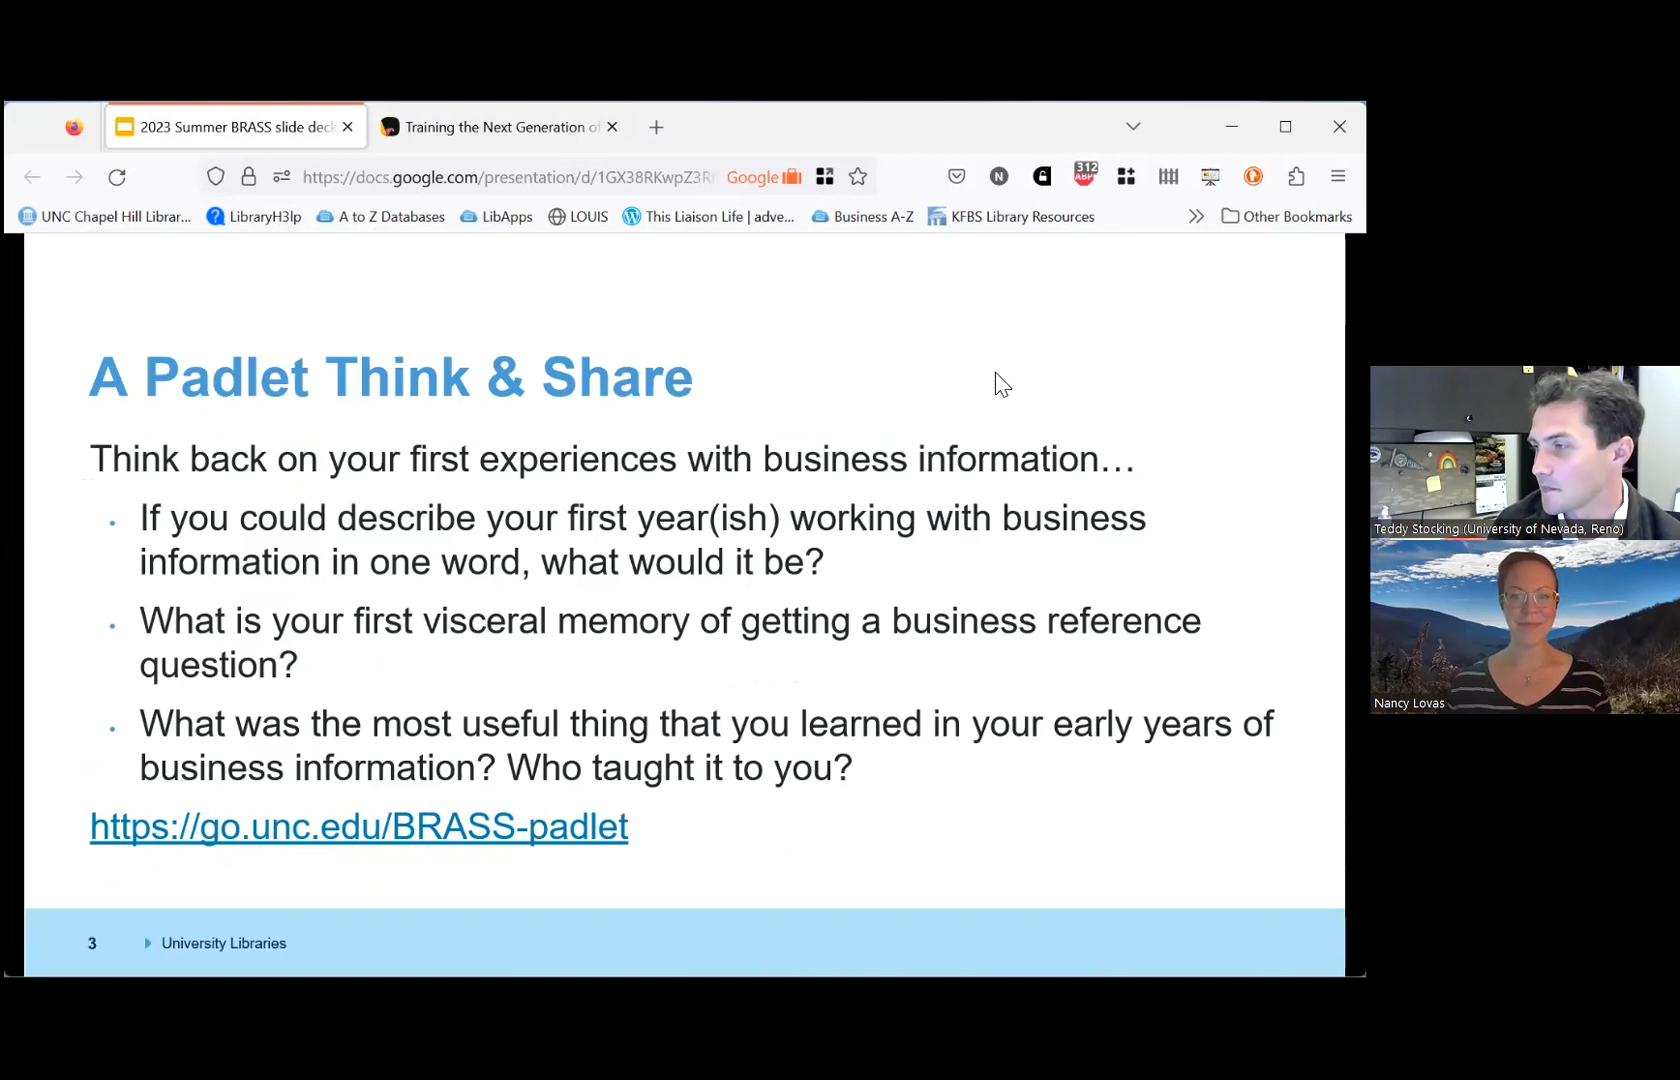 2023 Summer BRASS slide deck
Training the Next Generation of
https://docs.google.com/presentation/d/1GX38RKwpZ3R
Google
N
312
ABP
UNC Chapel Hill Librar...
LibraryH3lp
A to Z Databases
LibApps
LOUIS
This Liaison Life | adve...
Business A-Z
KFBS Library Resources
Other Bookmarks
A Padlet Think & Share
Think back on your first experiences with business information…
If you could describe your first year(ish) working with business
information in one word, what would it be?
What is your first visceral memory of getting a business reference
question?
What was the most useful thing that you learned in your early years of
business information? Who taught it to you?
https://go.unc.edu/BRASS-padlet
3
University Libraries
Teddy Stocking (University of Nevada, Reno)
Nancy Lovas